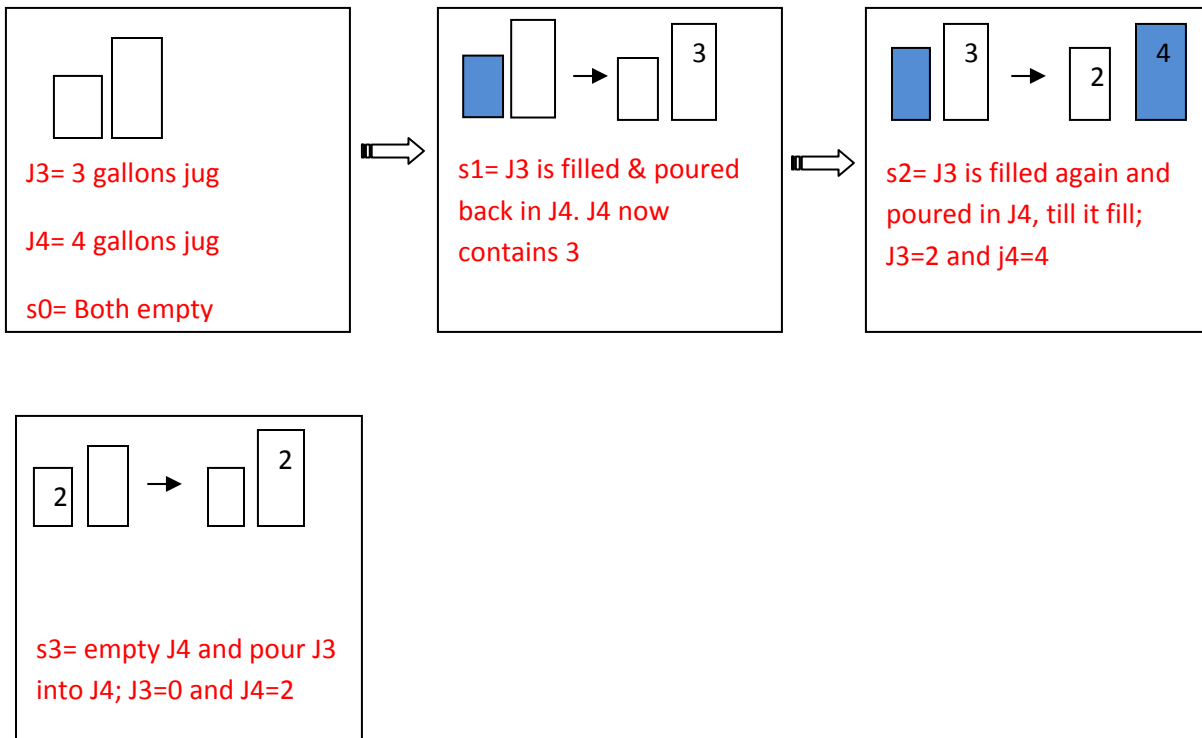 J3= 3 gallons jug
J4= 4 gallons jug
s0= Both empty
3
s1= J3 is filled & poured
back in J4. J4 now
contains 3
3
2
4
s2= J3 is filled again and
poured in J4, till it fill;
J3=2 and j4=4
2
2
s3= empty J4 and pour J3
into J4; J3=0 and J4=2